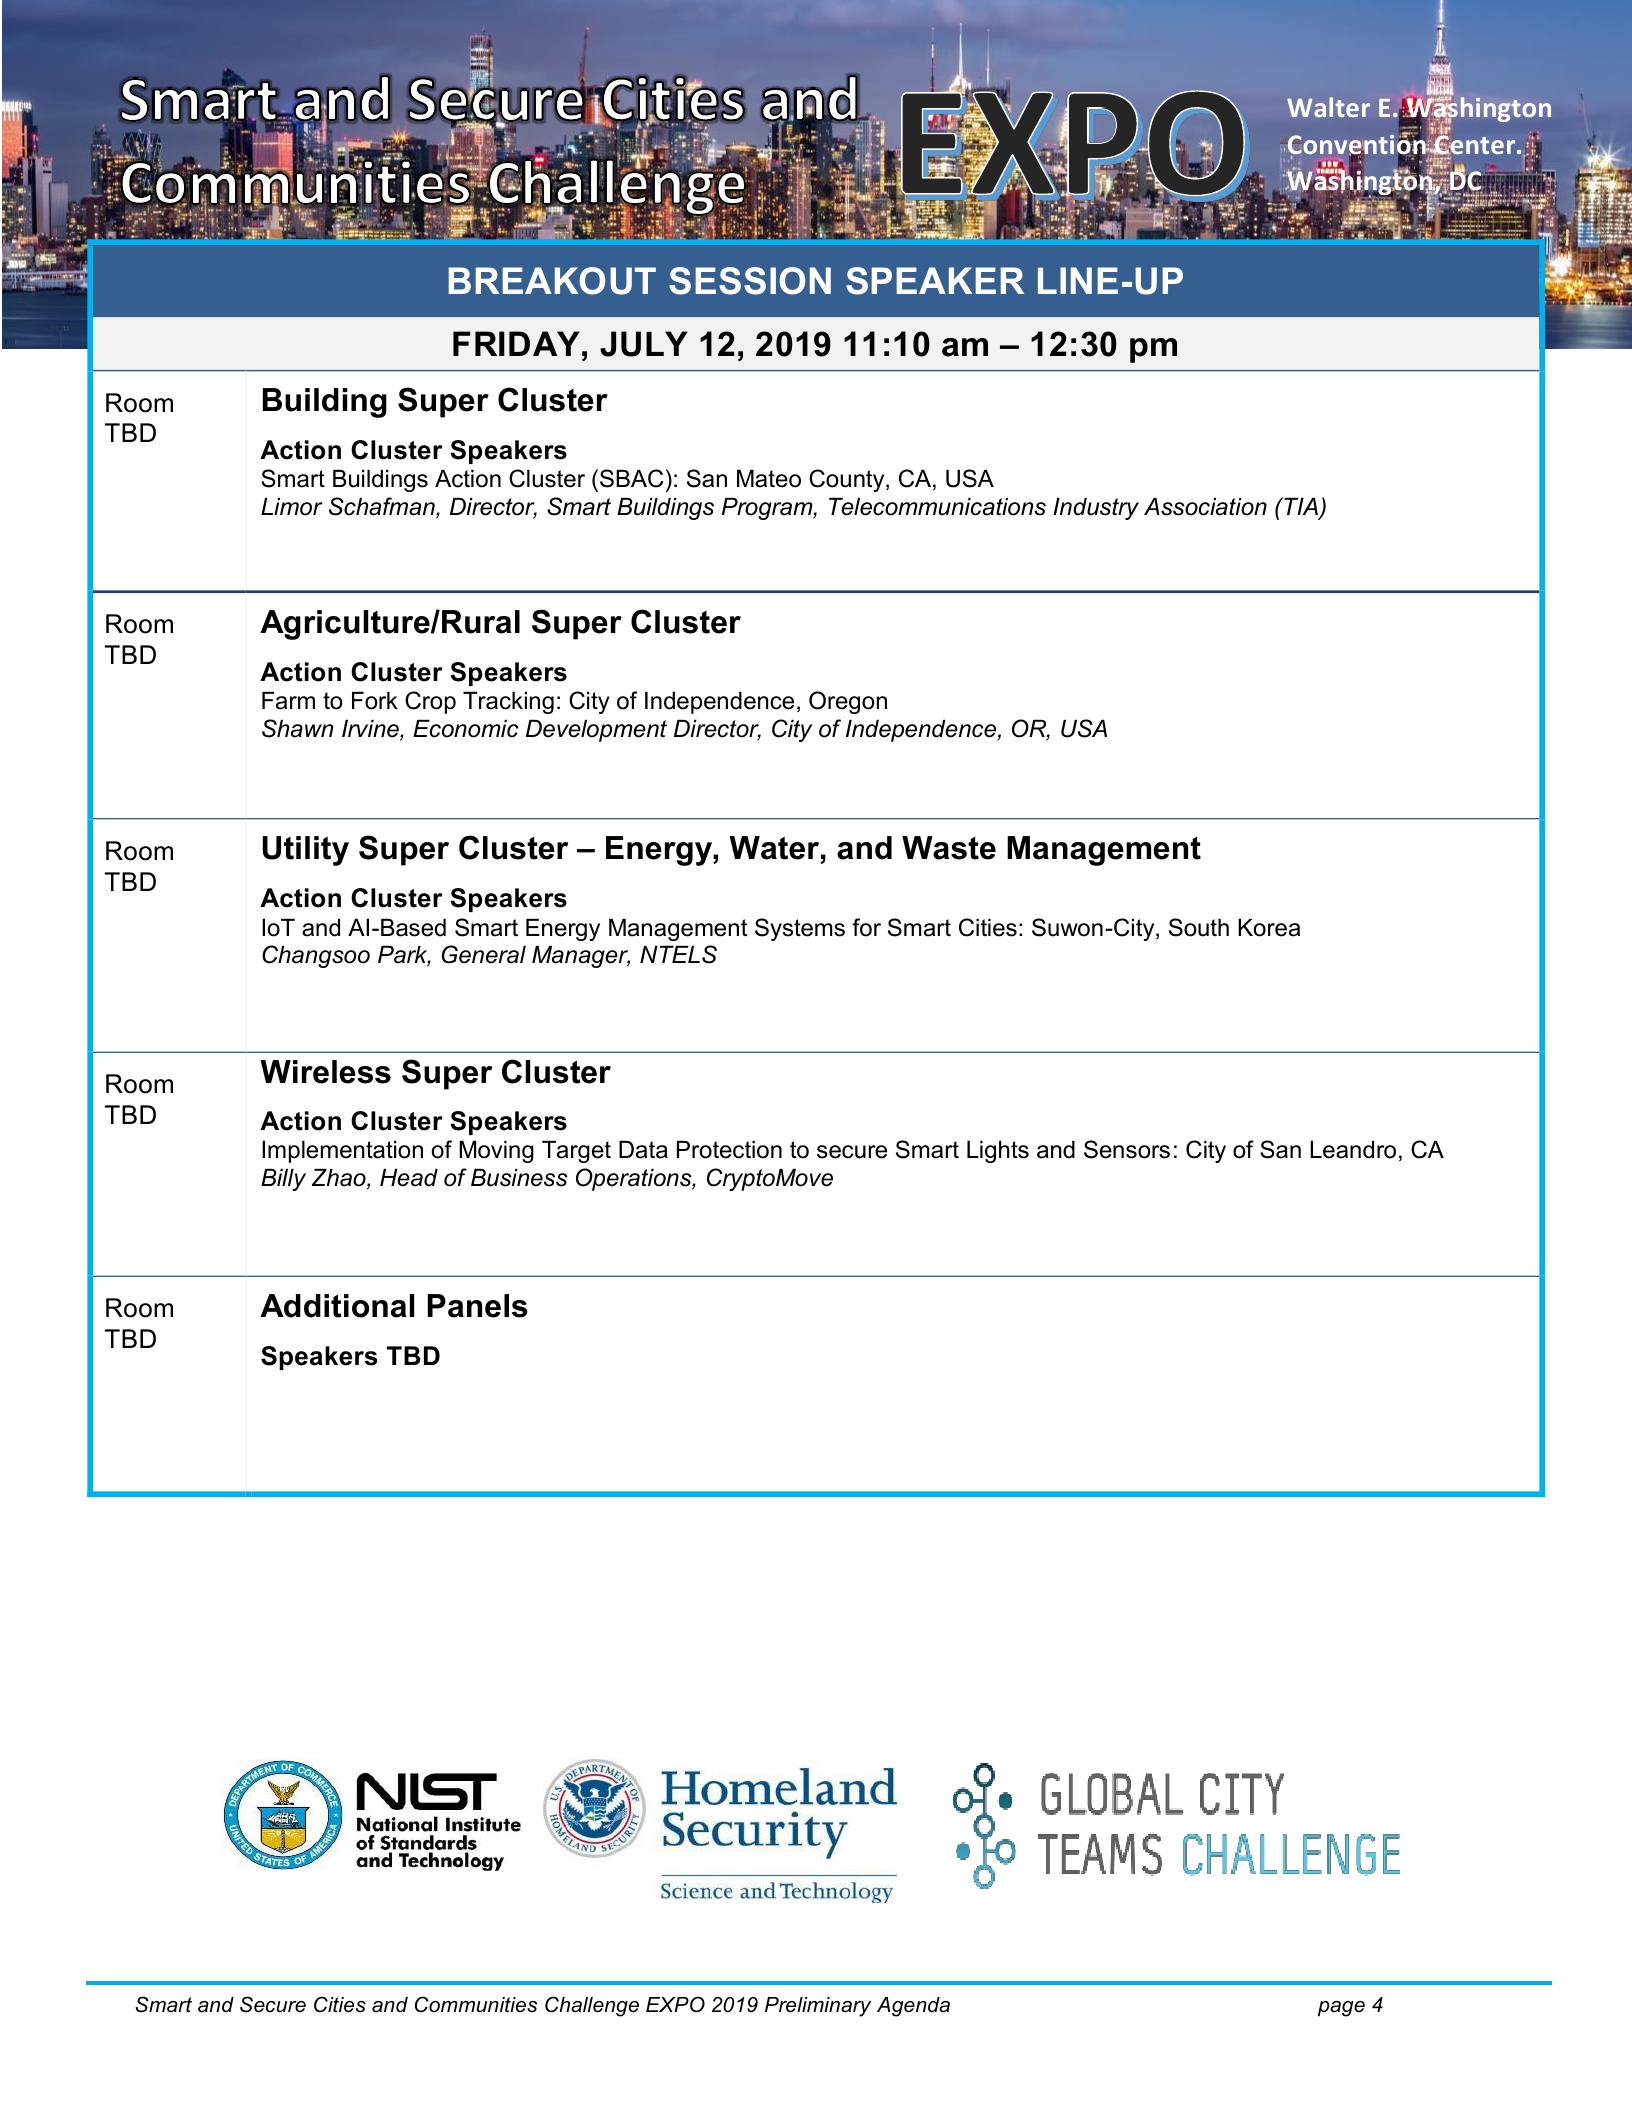 Smart and Secure Cities and
Communities Challenge
EXPO
Walter E. Washington
Convention Center.
Washington, DC
BREAKOUT SESSION SPEAKER LINE-UP
FRIDAY, JULY 12, 2019 11:10 am – 12:30 pm
Room
TBD
Building Super Cluster
Action Cluster Speakers
Smart Buildings Action Cluster (SBAC): San Mateo County, CA, USA
Limor Schafman, Director, Smart Buildings Program, Telecommunications Industry Association (TIA)
Room
TBD
Agriculture/Rural Super Cluster
Action Cluster Speakers
Farm to Fork Crop Tracking: City of Independence, Oregon
Shawn Irvine, Economic Development Director, City of Independence, OR, USA
Room
TBD
Utility Super Cluster – Energy, Water, and Waste Management
Action Cluster Speakers
IoT and AI-Based Smart Energy Management Systems for Smart Cities: Suwon-City, South Korea
Changsoo Park, General Manager, NTELS
Room
TBD
Wireless Super Cluster
Action Cluster Speakers
Implementation of Moving Target Data Protection to secure Smart Lights and Sensors: City of San Leandro, CA
Billy Zhao, Head of Business Operations, CryptoMove
Room
TBD
Additional Panels
Speakers TBD
DEPARTMENT OF COMMERCE
UNITED STATES OF AMERICA
NIST
National Institute
of Standards
and Technology
U.S. DEPARTMENT OF
HOMELAND SECURITY
Homeland
Security
Science and Technology
GLOBAL CITY
TEAMS CHALLENGE
Smart and Secure Cities and Communities Challenge EXPO 2019 Preliminary Agenda page 4